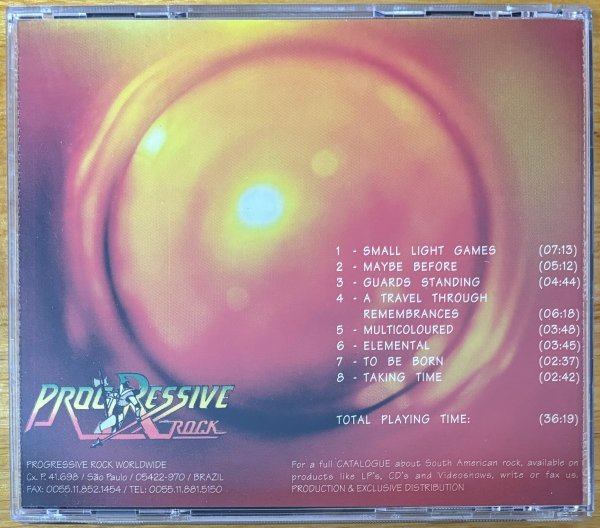 1 - SMALL LIGHT GAMES (07:13)
2 - MAYBE BEFORE (05:12)
3 - GUARDS STANDING (04:44)
4 - A TRAVEL THROUGH
REMEMBRANCES (06:18)
5 - MULTICOLOURED (03:48)
6 - ELEMENTAL (03:45)
7 - TO BE BORN (02:37)
8 - TAKING TIME (02:42)
TOTAL PLAYING TIME: (36:19)
PROGRESSIVE
ROCK
PROGRESSIVE ROCK WORLDWIDE
Cx. P. 41.698 / São Paulo / 05422-970 / BRAZIL
FAX: 0055.11.852.1454 / TEL: 0055.11.881.5150
For a full CATALOGUE about South American rock, available on
products like LP's, CD's and Videoshows, write or fax us.
PRODUCTION & EXCLUSIVE DISTRIBUTION